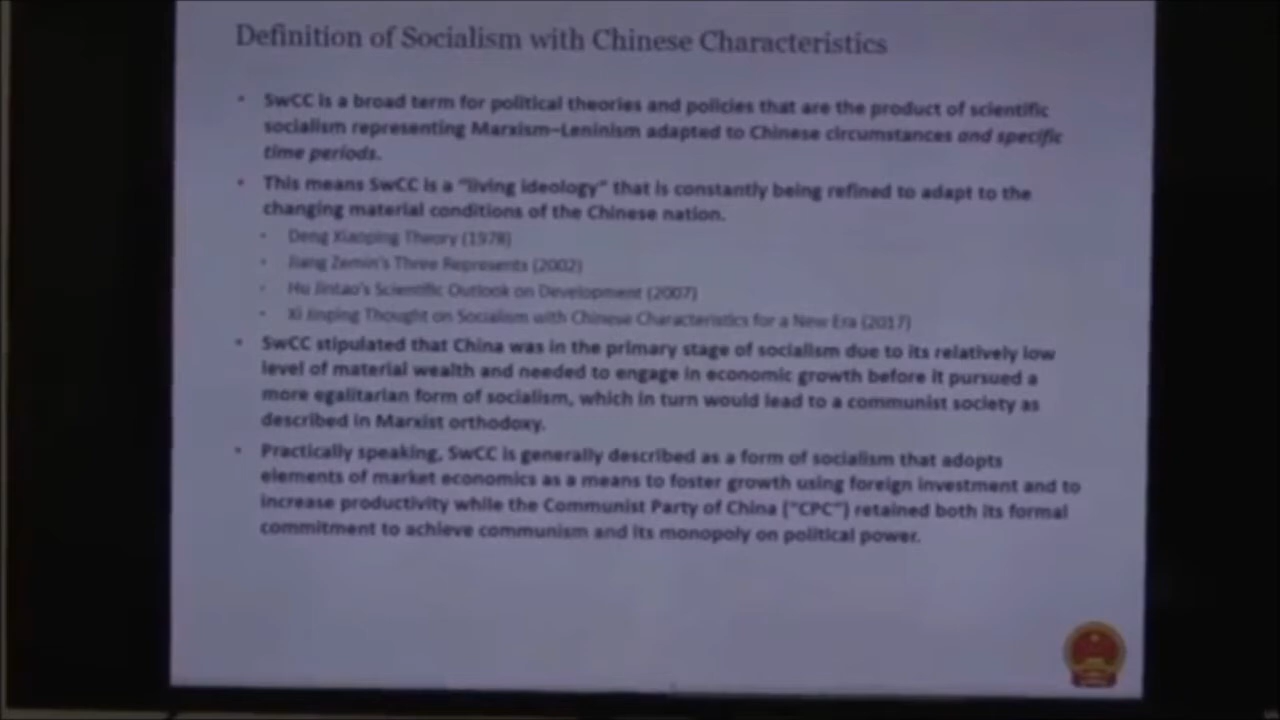 Definition of Socialism with Chinese Characteristics
• SwCC is a broad term for political theories and policies that are the product of scientific
socialism representing Marxism–Leninism adapted to Chinese circumstances and specific
time periods.
• This means SwCC is a "living ideology" that is constantly being refined to adapt to the
changing material conditions of the Chinese nation.
• Deng Xiaoping Theory (1978)
• Jiang Zemin's Three Represents (2002)
• Hu Jintao's Scientific Outlook on Development (2007)
• Xi Jinping Thought on Socialism with Chinese Characteristics for a New Era (2017)
• SwCC stipulated that China was in the primary stage of socialism due to its relatively low
level of material wealth and needed to engage in economic growth before it pursued a
more egalitarian form of socialism, which in turn would lead to a communist society as
described in Marxist orthodoxy.
• Practically speaking, SwCC is generally described as a form of socialism that adopts
elements of market economics as a means to foster growth using foreign investment and to
increase productivity while the Communist Party of China ("CPC") retained both its formal
commitment to achieve communism and its monopoly on political power.